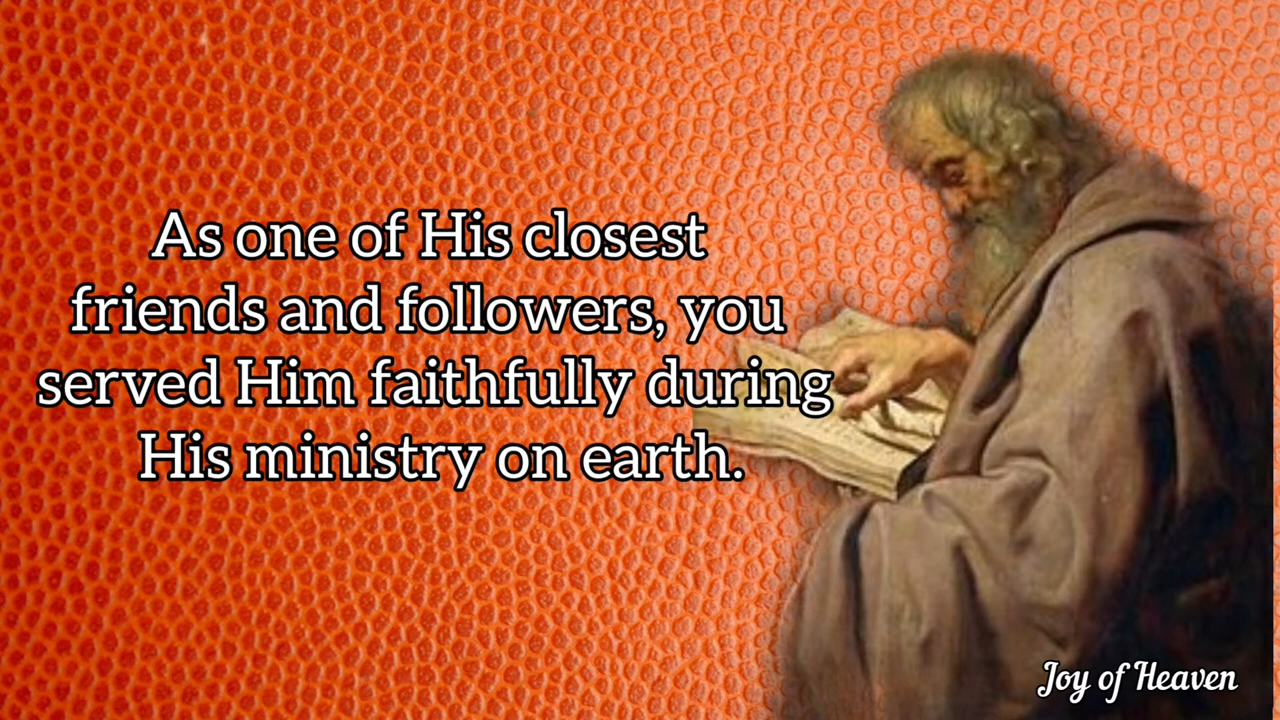 As one of His closest
friends and followers, you
served Him faithfully during
His ministry on earth.
Joy of Heaven